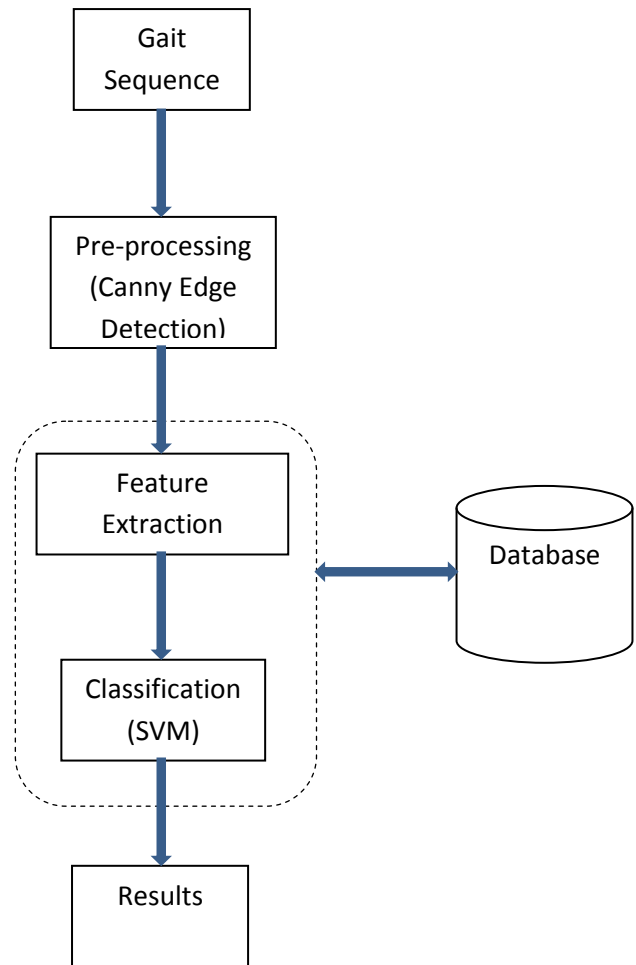 Gait
Sequence
Pre-processing
(Canny Edge
Detection)
Feature
Extraction
Database
Classification
(SVM)
Results